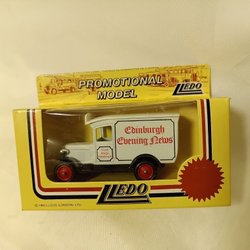 PROMOTIONAL
MODEL
LLEDO
Edinburgh
Evening News
LLEDO